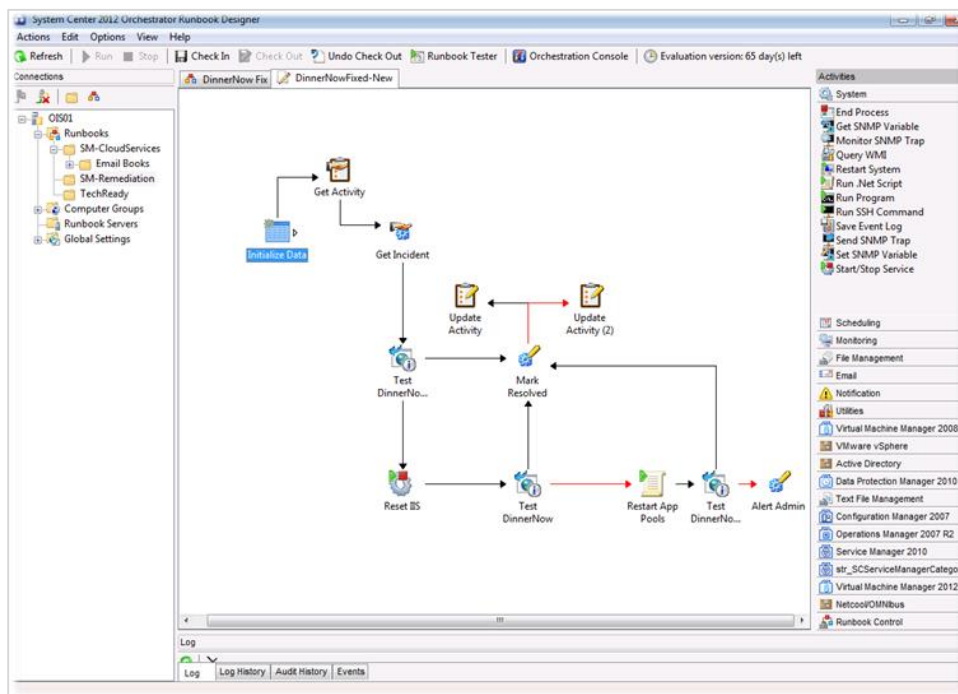 System Center 2012 Orchestrator Runbook Designer
Actions Edit Options View Help
Refresh Run Stop Check In Check Out Undo Check Out Runbook Tester Orchestration Console Evaluation version: 65 day(s) left
Connections
OIS01
Runbooks
SM-CloudServices
Email Books
SM-Remediation
TechReady
Computer Groups
Runbook Servers
Global Settings
DinnerNow Fix DinnerNowFixed-New
Get Activity
Initialize Data
Get Incident
Update
Activity
Update
Activity (2)
Test
DinnerNo...
Mark
Resolved
Reset IIS
Test
DinnerNow
Restart App
Pools
Test
DinnerNo...
Alert Admin
Activities
System
End Process
Get SNMP Variable
Monitor SNMP Trap
Query WMI
Restart System
Run .Net Script
Run Program
Run SSH Command
Save Event Log
Send SNMP Trap
Set SNMP Variable
Start/Stop Service
Scheduling
Monitoring
File Management
Email
Notification
Utilities
Virtual Machine Manager 2008
VMware vSphere
Active Directory
Data Protection Manager 2010
Text File Management
Configuration Manager 2007
Operations Manager 2007 R2
Service Manager 2010
str_SCServiceManagerCatego
Virtual Machine Manager 2012
Netcool/OMNIbus
Runbook Control
Log
Log Log History Audit History Events